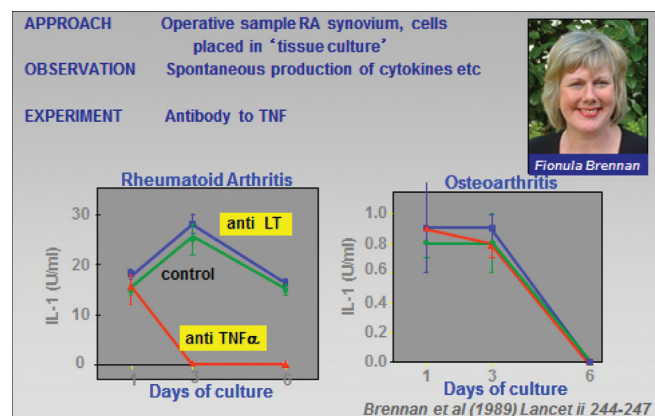 APPROACH Operative sample RA synovium, cells
placed in 'tissue culture'
OBSERVATION Spontaneous production of cytokines etc
EXPERIMENT Antibody to TNF
Fionula Brennan
Rheumatoid Arthritis
IL-1 (U/ml)
30
20
10
0
anti LT
control
anti TNFα
1 3 6
Days of culture
Osteoarthritis
IL-1 (U/ml)
1.0
0.8
0.6
0.4
0.2
0.0
1 3 6
Days of culture
Brennan et al (1989) Lancet ii 244-247